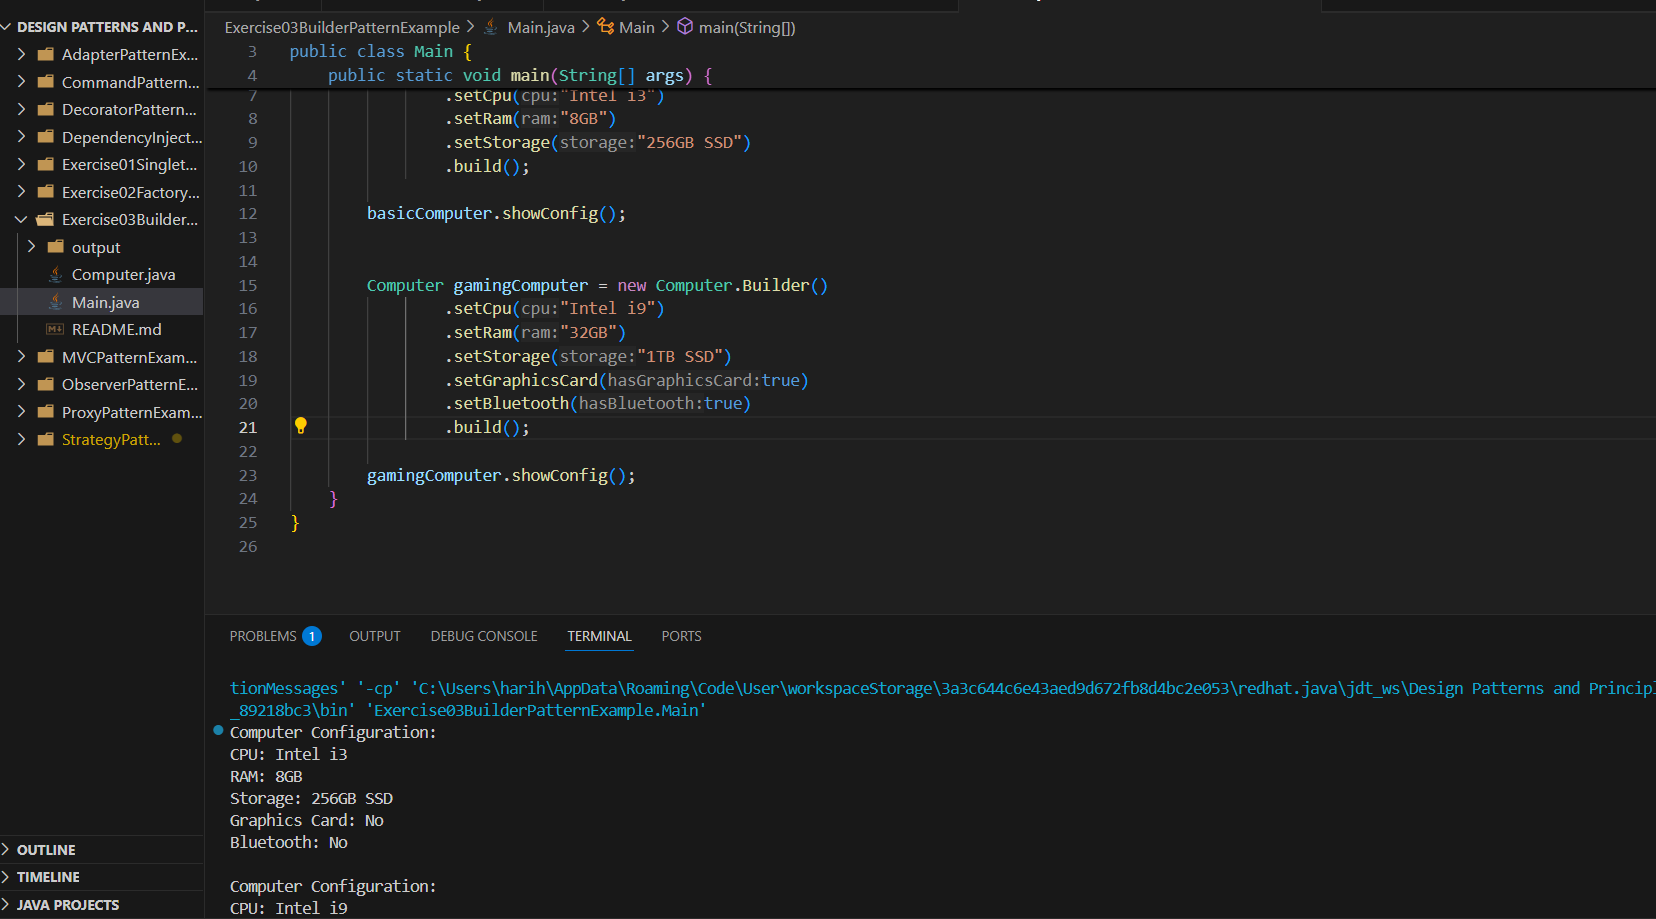 DESIGN PATTERNS AND P...
AdapterPatternEx...
CommandPattern...
DecoratorPattern...
DependencyInject...
Exercise01Singlet...
Exercise02Factory...
Exercise03Builder...
output
Computer.java
Main.java
README.md
MVCPatternExam...
ObserverPatternE...
ProxyPatternExam...
StrategyPatt...
OUTLINE
TIMELINE
JAVA PROJECTS
Exercise03BuilderPatternExample > Main.java > Main > main(String[])
3 public class Main {
4 public static void main(String[] args) {
7 .setCpu(cpu:"Intel i3")
8 .setRam(ram:"8GB")
9 .setStorage(storage:"256GB SSD")
10 .build();
11
12 basicComputer.showConfig();
13
14
15 Computer gamingComputer = new Computer.Builder()
16 .setCpu(cpu:"Intel i9")
17 .setRam(ram:"32GB")
18 .setStorage(storage:"1TB SSD")
19 .setGraphicsCard(hasGraphicsCard:true)
20 .setBluetooth(hasBluetooth:true)
21 .build();
22
23 gamingComputer.showConfig();
24 }
25 }
26
PROBLEMS 1 OUTPUT DEBUG CONSOLE TERMINAL PORTS
tionMessages' '-cp' 'C:\Users\harih\AppData\Roaming\Code\User\workspaceStorage\3a3c644c6e43aed9d672fb8d4bc2e053\redhat.java\jdt_ws\Design Patterns and Principl
_89218bc3\bin' 'Exercise03BuilderPatternExample.Main'
Computer Configuration:
CPU: Intel i3
RAM: 8GB
Storage: 256GB SSD
Graphics Card: No
Bluetooth: No
Computer Configuration:
CPU: Intel i9